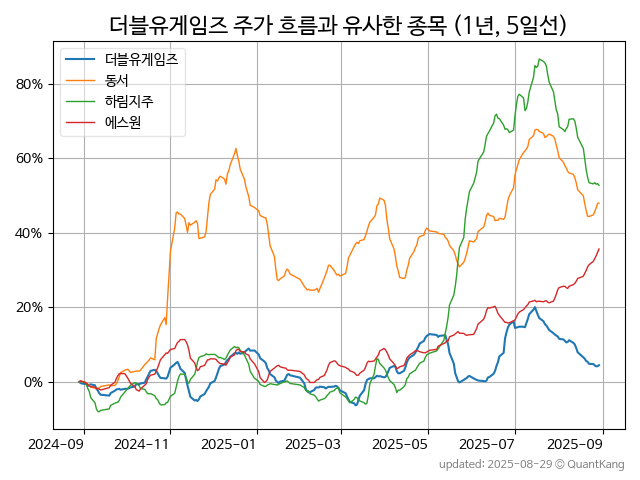 더블유게임즈 주가 흐름과 유사한 종목 (1년, 5일선)
더블유게임즈
동서
하림지주
에스원
80%
60%
40%
20%
0%
2024-09 2024-11 2025-01 2025-03 2025-05 2025-07 2025-09
updated: 2025-08-29 © QuantKang